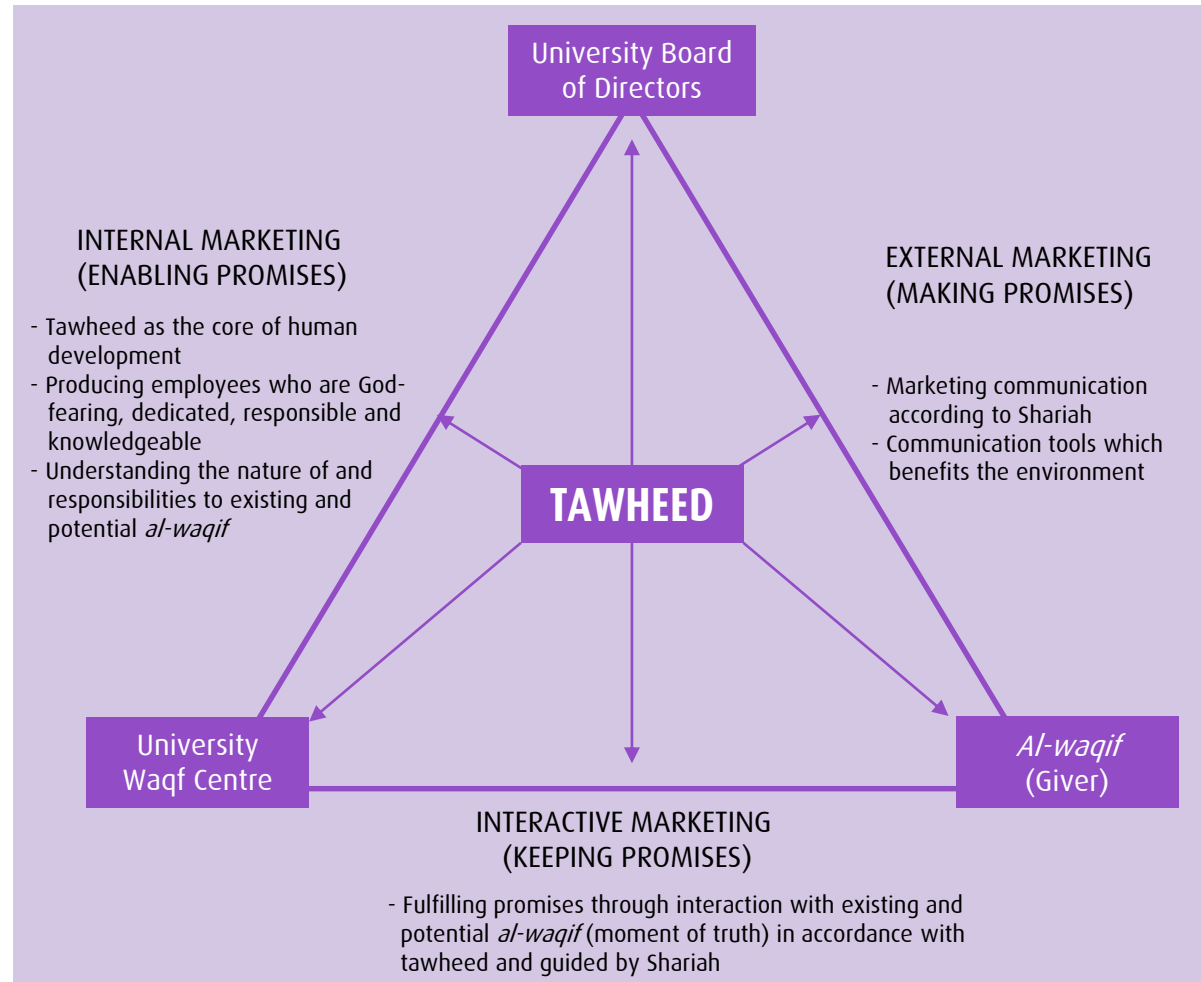 University Board
of Directors
INTERNAL MARKETING
(ENABLING PROMISES)
- Tawheed as the core of human
development
- Producing employees who are God-
fearing, dedicated, responsible and
knowledgeable
- Understanding the nature of and
responsibilities to existing and
potential al-waqif
EXTERNAL MARKETING
(MAKING PROMISES)
- Marketing communication
according to Shariah
- Communication tools which
benefits the environment
TAWHEED
University
Waqf Centre
Al-waqif
(Giver)
INTERACTIVE MARKETING
(KEEPING PROMISES)
- Fulfilling promises through interaction with existing and
potential al-waqif (moment of truth) in accordance with
tawheed and guided by Shariah